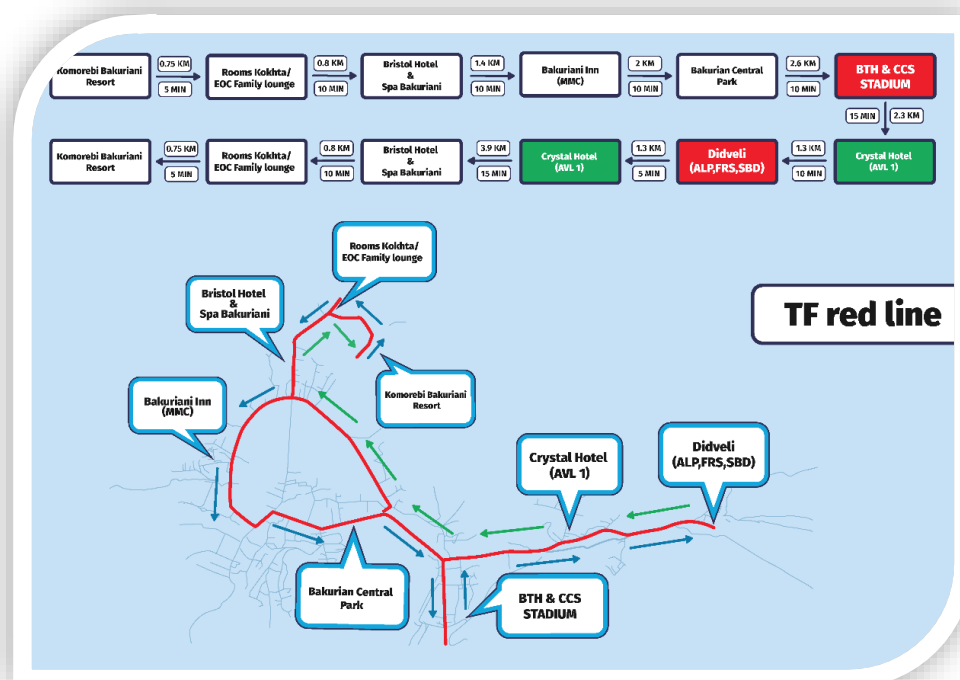 Komorebi Bakuriani
Resort
0.75 KM
5 MIN
Rooms Kokhta/
EOC Family lounge
0.8 KM
10 MIN
Bristol Hotel
&
Spa Bakuriani
1.4 KM
10 MIN
Bakuriani Inn
(MMC)
2 KM
10 MIN
Bakurian Central
Park
2.6 KM
10 MIN
BTH & CCS
STADIUM
15 MIN
2.3 KM
Komorebi Bakuriani
Resort
0.75 KM
5 MIN
Rooms Kokhta/
EOC Family lounge
0.8 KM
10 MIN
Bristol Hotel
&
Spa Bakuriani
3.9 KM
15 MIN
Crystal Hotel
(AVL 1)
1.3 KM
5 MIN
Didveli
(ALP,FRS,SBD)
1.3 KM
10 MIN
Crystal Hotel
(AVL 1)
Rooms Kokhta/
EOC Family lounge
Bristol Hotel
&
Spa Bakuriani
TF red line
Komorebi Bakuriani
Resort
Bakuriani Inn
(MMC)
Crystal Hotel
(AVL 1)
Didveli
(ALP,FRS,SBD)
Bakurian Central
Park
BTH & CCS
STADIUM